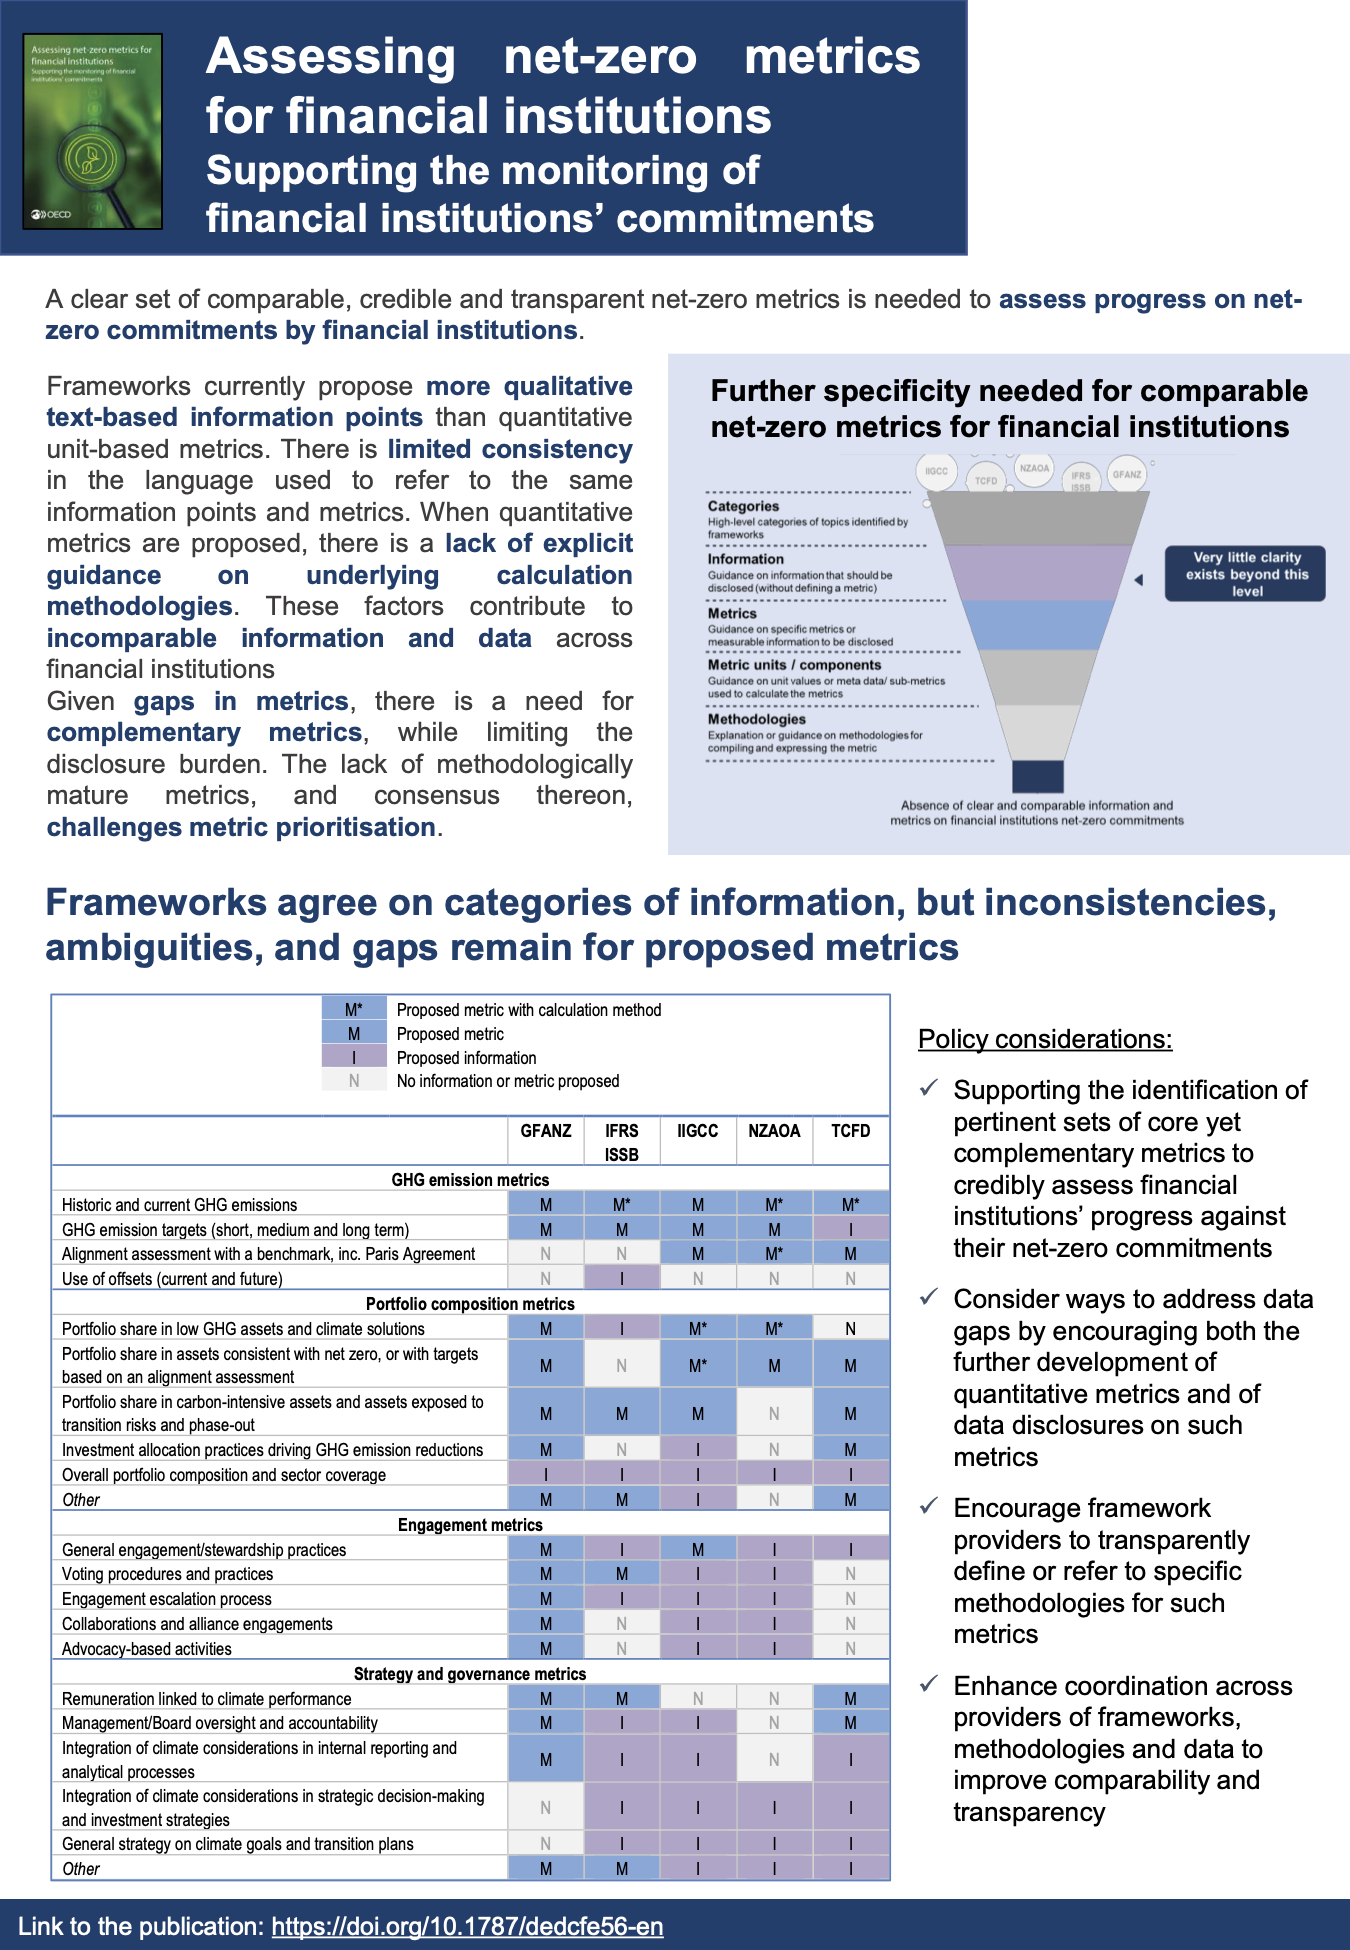 Assessing net-zero metrics for
financial institutions
Supporting the monitoring of financial
institutions' commitments
OECD
Assessing net-zero metrics
for financial institutions
Supporting the monitoring of
financial institutions’ commitments
A clear set of comparable, credible and transparent net-zero metrics is needed to assess progress on net-
zero commitments by financial institutions.
Frameworks currently propose more qualitative
text-based information points than quantitative
unit-based metrics. There is limited consistency
in the language used to refer to the same
information points and metrics. When quantitative
metrics are proposed, there is a lack of explicit
guidance on underlying calculation
methodologies. These factors contribute to
incomparable information and data across
financial institutions
Given gaps in metrics, there is a need for
complementary metrics, while limiting the
disclosure burden. The lack of methodologically
mature metrics, and consensus thereon,
challenges metric prioritisation.
Further specificity needed for comparable
net-zero metrics for financial institutions
IIGCC TCFD NZAOA IFRS ISSB GFANZ
Categories
High-level categories of topics identified by
frameworks
Information
Guidance on information that should be
disclosed (without defining a metric)
Metrics
Guidance on specific metrics or
measurable information to be disclosed
Metric units / components
Guidance on unit values or meta data/ sub-metrics
used to calculate the metrics
Methodologies
Explanation or guidance on methodologies for
compiling and expressing the metric
Very little clarity
exists beyond this
level
Absence of clear and comparable information and
metrics on financial institutions net-zero commitments
Frameworks agree on categories of information, but inconsistencies,
ambiguities, and gaps remain for proposed metrics
M* Proposed metric with calculation method
M Proposed metric
I Proposed information
N No information or metric proposed
GFANZ IFRS IIGCC NZAOA TCFD
ISSB
GHG emission metrics
Historic and current GHG emissions M M* M M* M*
GHG emission targets (short, medium and long term) M M M M I
Alignment assessment with a benchmark, inc. Paris Agreement N N M M* M
Use of offsets (current and future) N I N N N
Portfolio composition metrics
Portfolio share in low GHG assets and climate solutions M I M* M* N
Portfolio share in assets consistent with net zero, or with targets
based on an alignment assessment M N M* M M
Portfolio share in carbon-intensive assets and assets exposed to
transition risks and phase-out M M M N M
Investment allocation practices driving GHG emission reductions M N I N M
Overall portfolio composition and sector coverage I I I I I
Other M M I N M
Engagement metrics
General engagement/stewardship practices M I M I I
Voting procedures and practices M M I I N
Engagement escalation process M I I I N
Collaborations and alliance engagements M N I I N
Advocacy-based activities M N I I N
Strategy and governance metrics
Remuneration linked to climate performance M M N N M
Management/Board oversight and accountability M I I N M
Integration of climate considerations in internal reporting and
analytical processes M I I N I
Integration of climate considerations in strategic decision-making
and investment strategies N I I I I
General strategy on climate goals and transition plans N I I I I
Other M M I I I
Policy considerations:
✓ Supporting the identification of
pertinent sets of core yet
complementary metrics to
credibly assess financial
institutions’ progress against
their net-zero commitments
✓ Consider ways to address data
gaps by encouraging both the
further development of
quantitative metrics and of
data disclosures on such
metrics
✓ Encourage framework
providers to transparently
define or refer to specific
methodologies for such
metrics
✓ Enhance coordination across
providers of frameworks,
methodologies and data to
improve comparability and
transparency
Link to the publication: https://doi.org/10.1787/dedcfe56-en